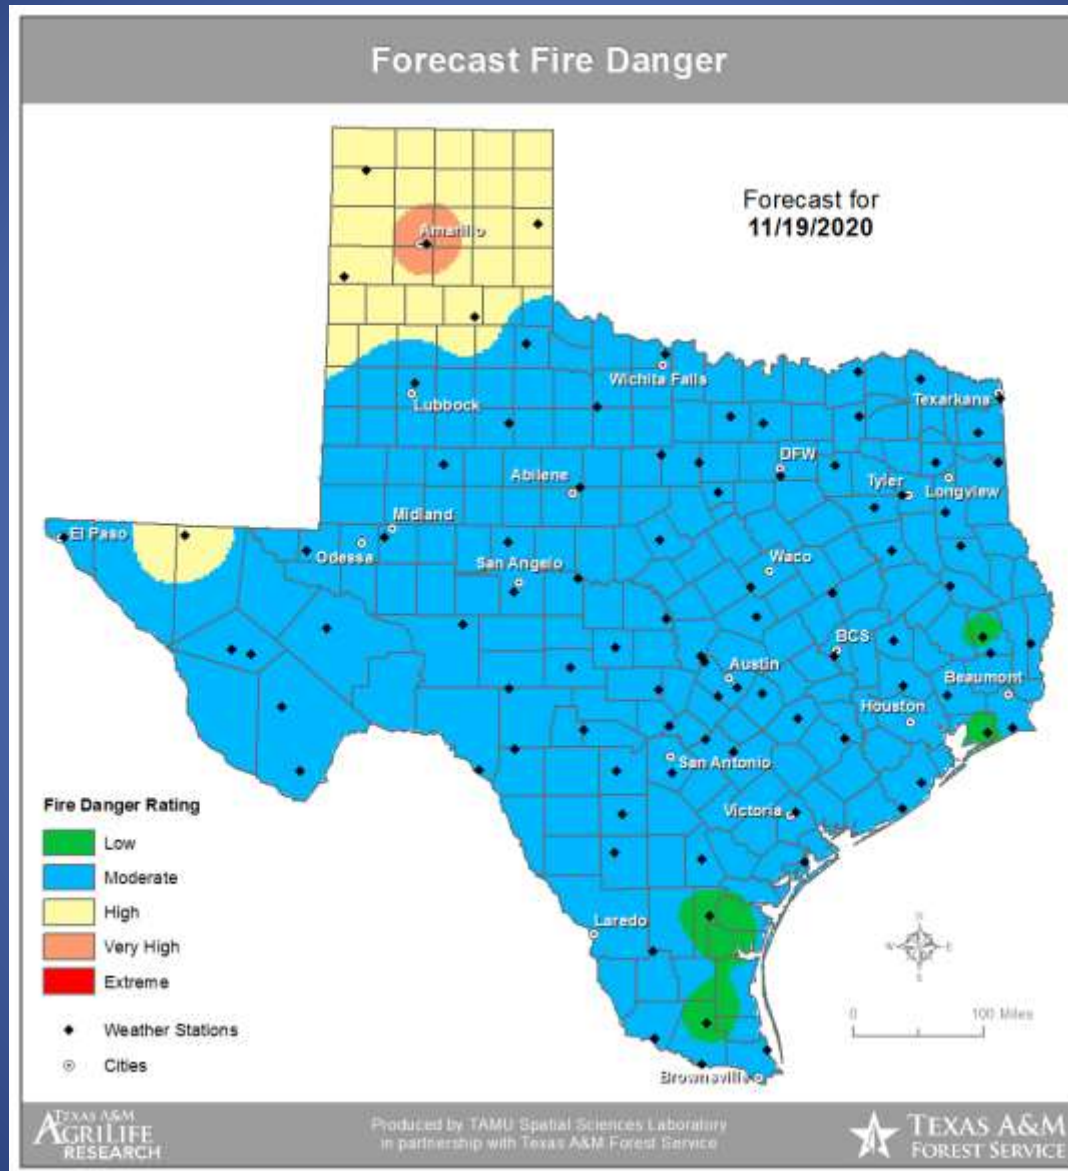 Forecast Fire Danger
Forecast for
11/19/2020
Amarillo
Wichita Falls
Lubbock
Texarkana
DFW
Abilene
Tyler
Longview
Midland
El Paso
Odessa
Waco
San Angelo
BCS
Austin
Beaumont
Houston
San Antonio
Victoria
Laredo
Brownsville
Fire Danger Rating
Low
Moderate
High
Very High
Extreme
Weather Stations
Cities
N
W E
S
0 100 Miles
TEXAS A&M
AGRILIFE
RESEARCH
Produced by TAMU Spatial Sciences Laboratory
in partnership with Texas A&M Forest Service
TEXAS A&M
FOREST SERVICE